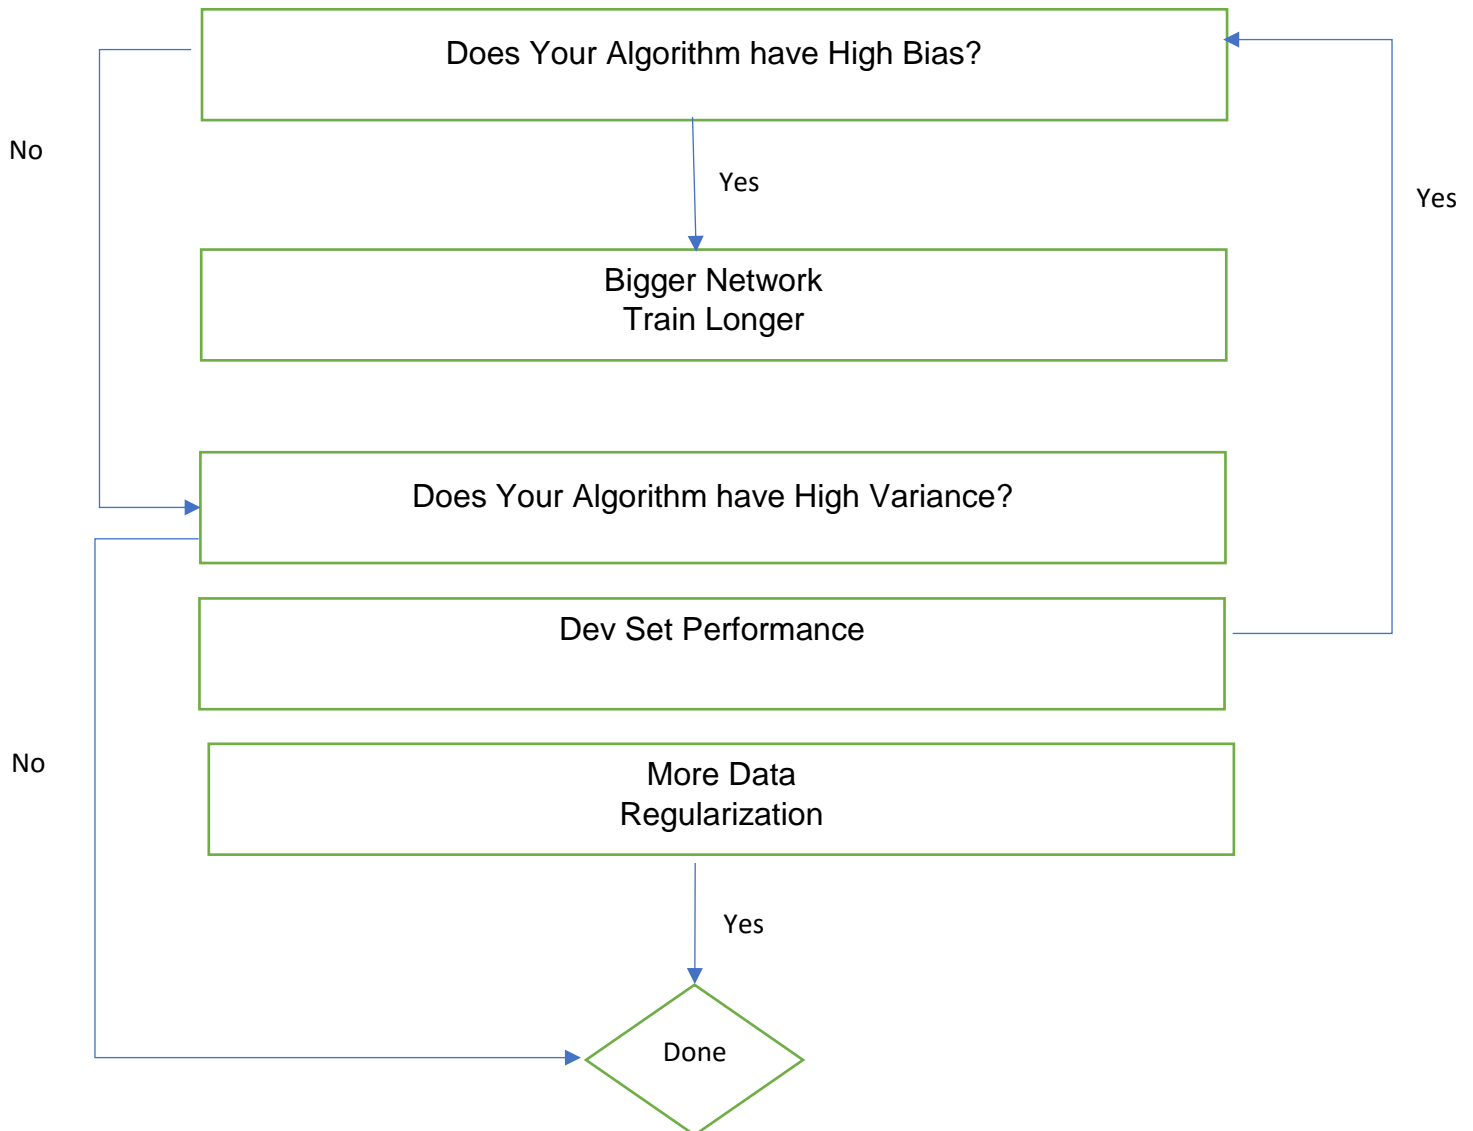 Does Your Algorithm have High Bias?
No
Yes
Yes
Bigger Network
Train Longer
Does Your Algorithm have High Variance?
Dev Set Performance
No
More Data
Regularization
Yes
Done